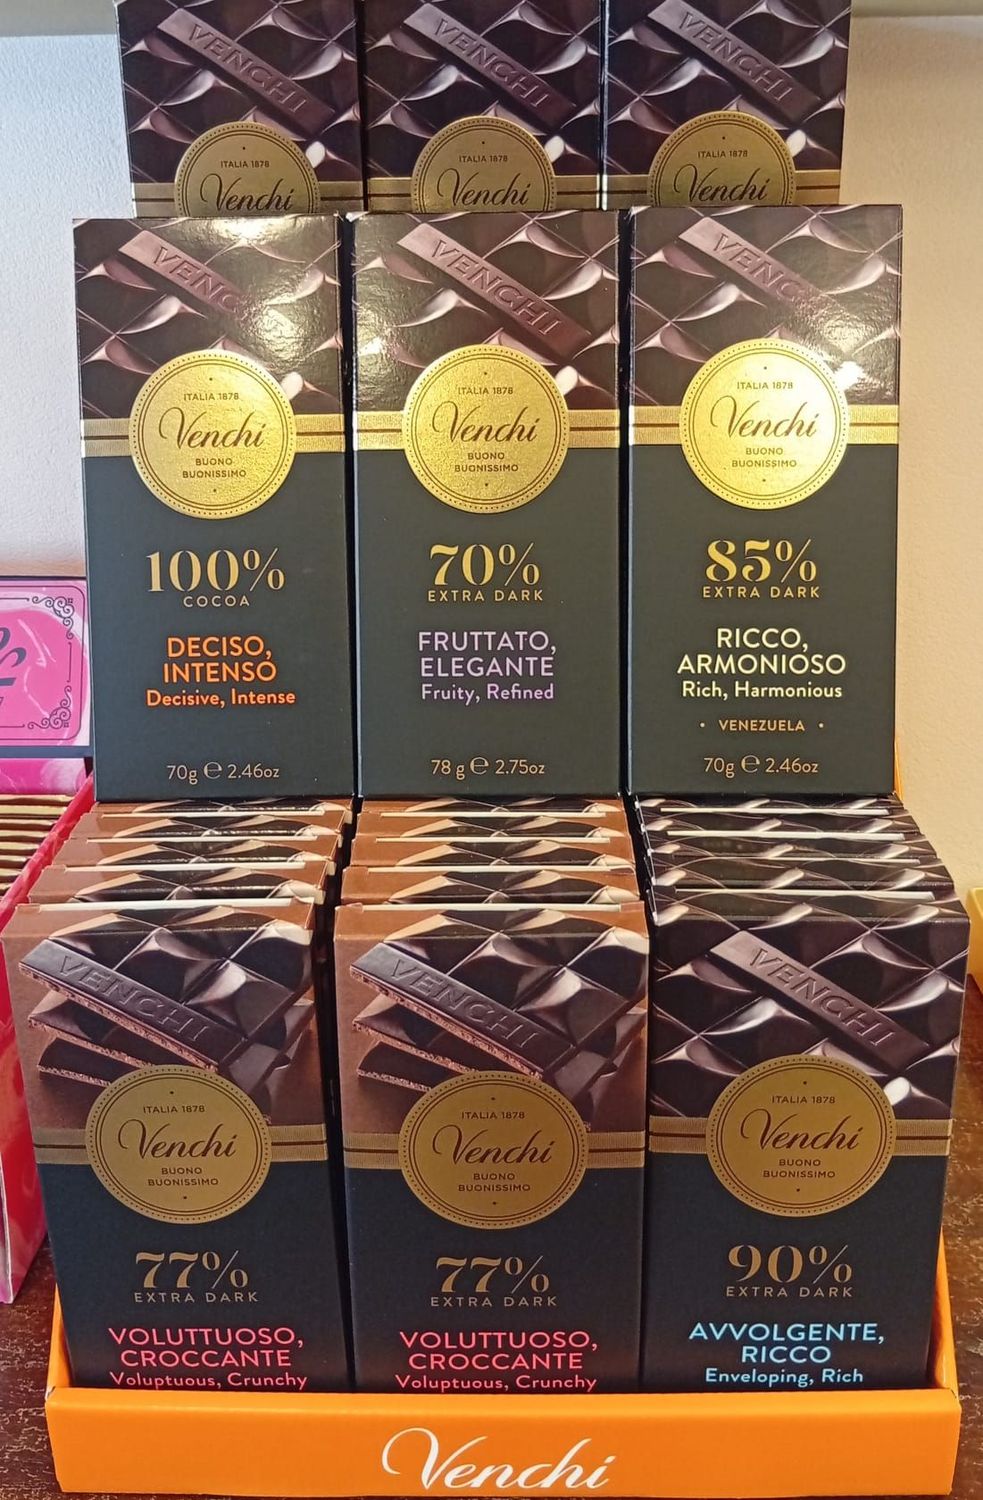 VENCHI
ITALIA 1878
Venchi
VENCHI
ITALIA 1878
Venchi
VENCHI
ITALIA 1878
Venchi
VENCHI
ITALIA 1878
Venchi
BUONO
BUONISSIMO
100%
COCOA
DECISO,
INTENSO
Decisive, Intense
70g ℮ 2.46oz
VENCHI
ITALIA 1878
Venchi
BUONO
BUONISSIMO
70%
EXTRA DARK
FRUTTATO,
ELEGANTE
Fruity, Refined
78 g ℮ 2.75oz
VENCHI
ITALIA 1878
Venchi
BUONO
BUONISSIMO
85%
EXTRA DARK
RICCO,
ARMONIOSO
Rich, Harmonious
• VENEZUELA •
70g ℮ 2.46oz
VENCHI
ITALIA 1878
Venchi
BUONO
BUONISSIMO
77%
EXTRA DARK
VOLUTTUOSO,
CROCCANTE
Voluptuous, Crunchy
VENCHI
ITALIA 1878
Venchi
BUONO
BUONISSIMO
77%
EXTRA DARK
VOLUTTUOSO,
CROCCANTE
Voluptuous, Crunchy
VENCHI
ITALIA 1878
Venchi
BUONO
BUONISSIMO
90%
EXTRA DARK
AVVOLGENTE,
RICCO
Enveloping, Rich
Venchi